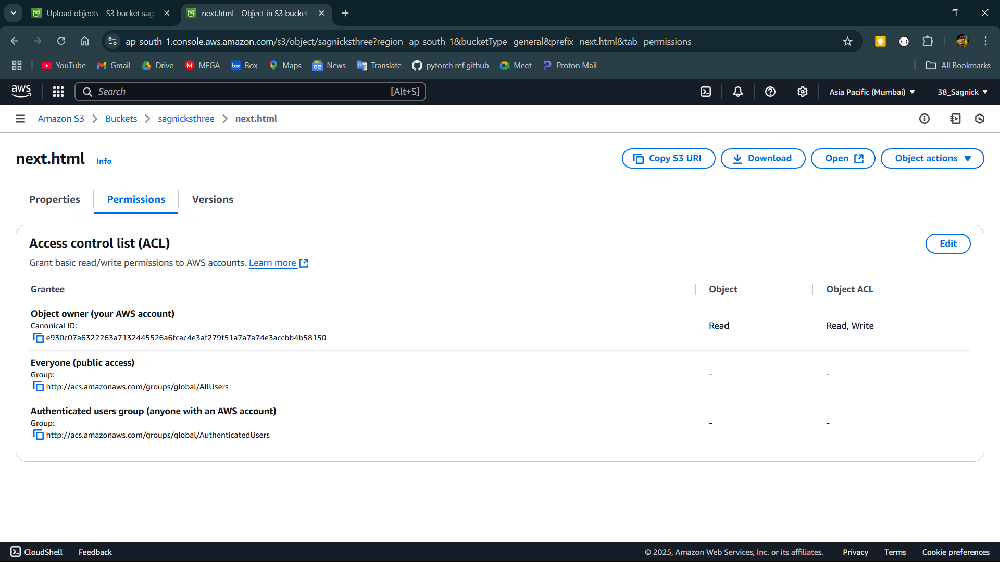 Upload objects - S3 bucket sag
next.html - Object in S3 bucket
ap-south-1.console.aws.amazon.com/s3/object/sagnicksthree?region=ap-south-1&bucketType=general&prefix=next.html&tab=permissions
YouTube
Gmail
Drive
MEGA
box
Box
Maps
News
Translate
pytorch ref github
Meet
Proton Mail
All Bookmarks
aws
Search
[Alt+S]
Asia Pacific (Mumbai)
38_Sagnick
Amazon S3
Buckets
sagnicksthree
next.html
next.html
Info
Copy S3 URI
Download
Open
Object actions
Properties
Permissions
Versions
Access control list (ACL)
Edit
Grant basic read/write permissions to AWS accounts. Learn more
Grantee
Object
Object ACL
Object owner (your AWS account)
Canonical ID:
e930c07a6322263a7132445526a6fcac4e3af279f51a7a7a74e3accbb4b58150
Read
Read, Write
Everyone (public access)
Group:
http://acs.amazonaws.com/groups/global/AllUsers
-
-
Authenticated users group (anyone with an AWS account)
Group:
http://acs.amazonaws.com/groups/global/AuthenticatedUsers
-
-
CloudShell
Feedback
© 2025, Amazon Web Services, Inc. or its affiliates.
Privacy
Terms
Cookie preferences